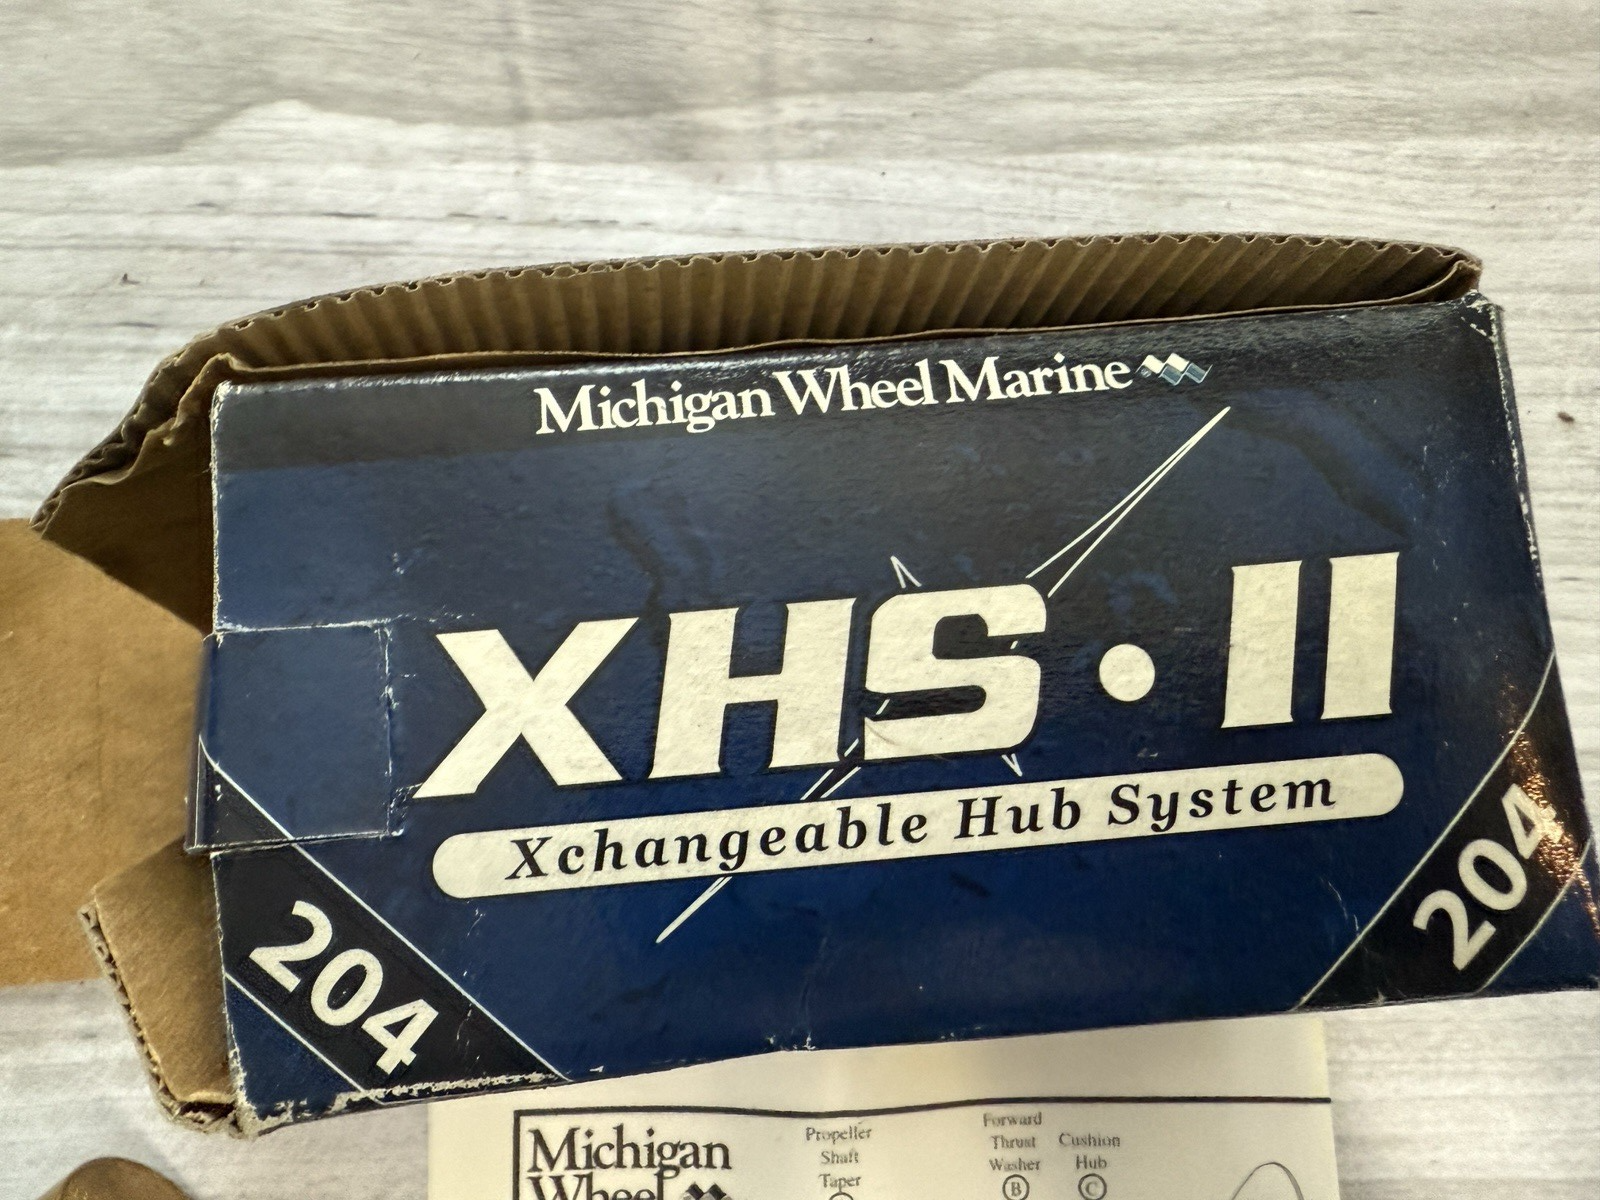 Michigan Wheel Marine
XHS • II
Xchangeable Hub System
204
204
Michigan
Wheel
Propeller
Shaft
Taper
Forward
Thrust
Washer
B
Cushion
Hub
C